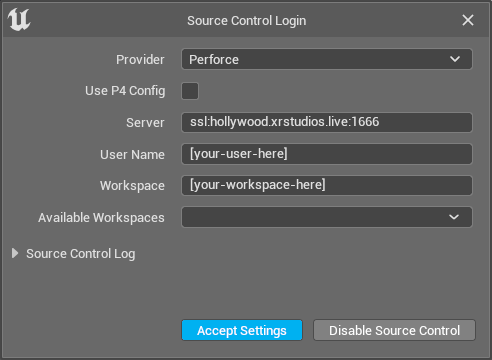 Source Control Login
Provider Perforce
Use P4 Config
Server ssl:hollywood.xrstudios.live:1666
User Name [your-user-here]
Workspace [your-workspace-here]
Available Workspaces
Source Control Log
Accept Settings Disable Source Control